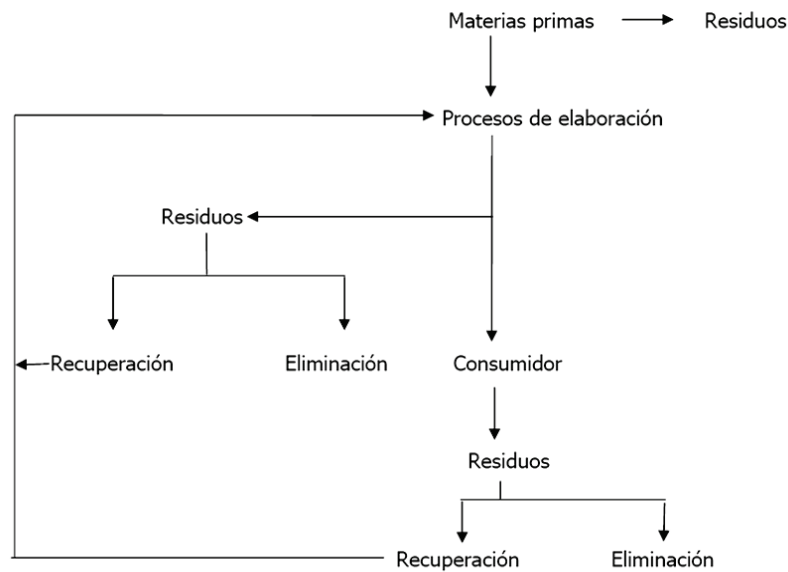 Materias primas Residuos
Procesos de elaboración
Residuos
Recuperación Eliminación Consumidor
Residuos
Recuperación Eliminación